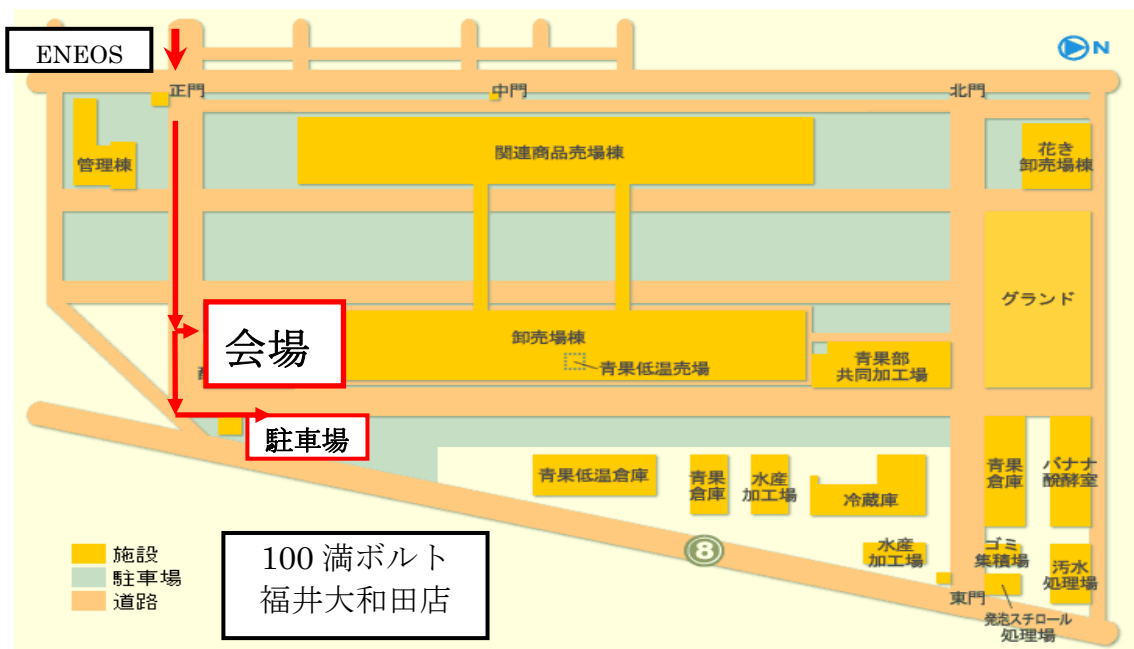 ENEOS
N
正門
中門
北門
管理棟
関連商品売場棟
花き
卸売場棟
グランド
会場
卸売場棟
青果低温売場
青果部
共同加工場
駐車場
青果低温倉庫
青果
倉庫
水産
加工場
冷蔵庫
青果
倉庫
バナナ
醗酵室
8
水産
加工場
ゴミ
集積場
汚水
処理場
東門
発泡スチロール
処理場
施設
駐車場
道路
100 満ボルト
福井大和田店